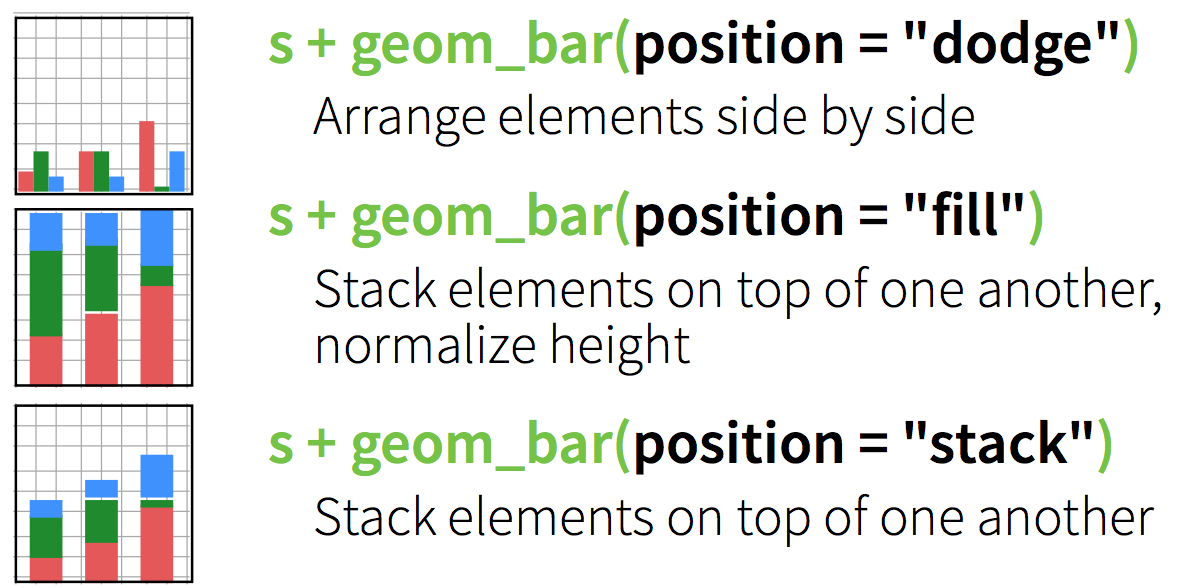 s + geom_bar(position = "dodge")
Arrange elements side by side
s + geom_bar(position = "fill")
Stack elements on top of one another,
normalize height
s + geom_bar(position = "stack")
Stack elements on top of one another